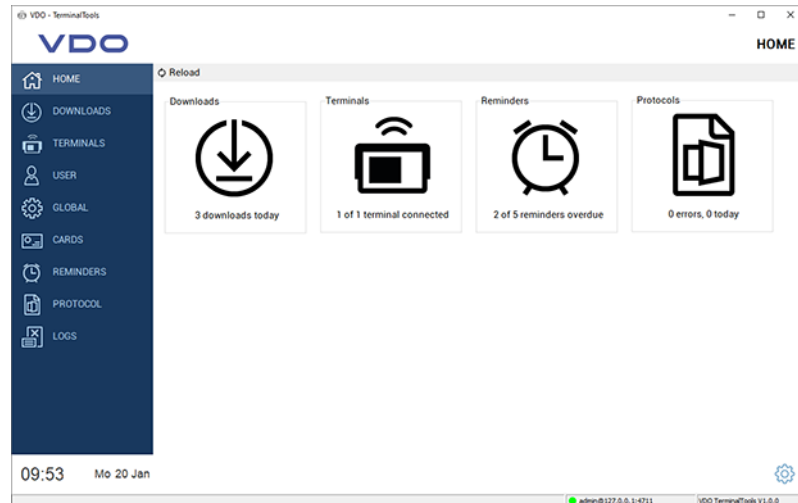 VDO - TerminalTools
VDO
HOME
HOME
DOWNLOADS
TERMINALS
USER
GLOBAL
CARDS
REMINDERS
PROTOCOL
LOGS
Reload
Downloads
3 downloads today
Terminals
1 of 1 terminal connected
Reminders
2 of 5 reminders overdue
Protocols
0 errors, 0 today
09:53 Mo 20 Jan
admin@127.0.0.1:4711 VDO TerminalTools V1.0.0